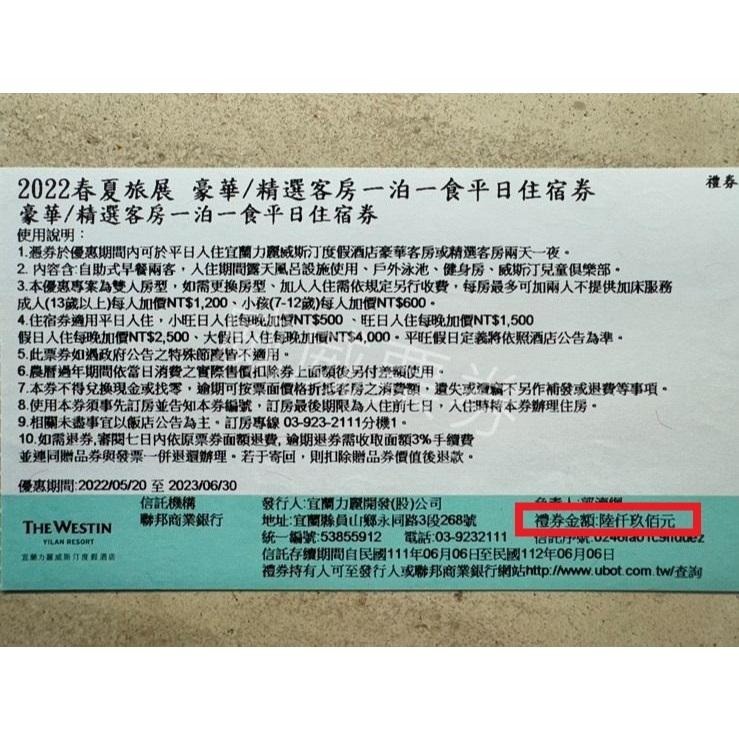 2022春夏旅展 豪華/精選客房一泊一食平日住宿券 禮券
豪華/精選客房一泊一食平日住宿券
使用說明：
1.憑券於優惠期間內可於平日入住宜蘭力麗威斯汀度假酒店豪華客房或精選客房兩天一夜。
2. 內容含:自助式早餐兩客，入住期間露天風呂設施使用、戶外泳池、健身房、威斯汀兒童俱樂部。
3.本優惠專案為雙人房型，如需更換房型、加人入住需依規定另行收費，每房最多可加兩人不提供加床服務
成人(13歲以上)每人加價NT$1,200、小孩(7-12歲)每人加價NT$600。
4.住宿券適用平日入住，小旺日入住每晚加價NT$500 、旺日入住每晚加價NT$1,500
假日入住每晚加價NT$2,500、大假日入住每晚加價NT$4,000。平旺假日定義將依照酒店公告為準。
5.此票券如遇政府公告之特殊節慶皆不適用。
6.農曆過年期間依當日消費之實際售價扣除券上面額後另付差額使用。
7.本券不得兌換現金或找零，逾期可按票面價格折抵客房之消費額，遺失或損竊不另作補發或退費等事項。
8.使用本券須事先訂房並告知本券編號，訂房最後期限為入住前七日，入住時將本券辦理住房。
9.相關未盡事宜以飯店公告為主。訂房專線 03-923-2111分機1。
10.如需退券,審閱七日內依原票券面額退費, 逾期退券需收取面額3%手續費
並連同贈品券與發票一併退還辦理。若于寄回，則扣除贈品券價值後退款。
優惠期間:2022/05/20 至 2023/06/30
THE WESTIN
YILAN RESORT
宜蘭力麗威斯汀度假酒店
信託機構
聯邦商業銀行
發行人:宜蘭力麗開發(股)公司
地址:宜蘭縣員山鄉永同路3段268號 禮券金額:陸仟玖佰元
統一編號:53855912 電話:03-9232111
信託存續期間自民國111年06月06日至民國112年06月06日
禮券持有人可至發行人或聯邦商業銀行網站http://www.ubot.com.tw/查詢